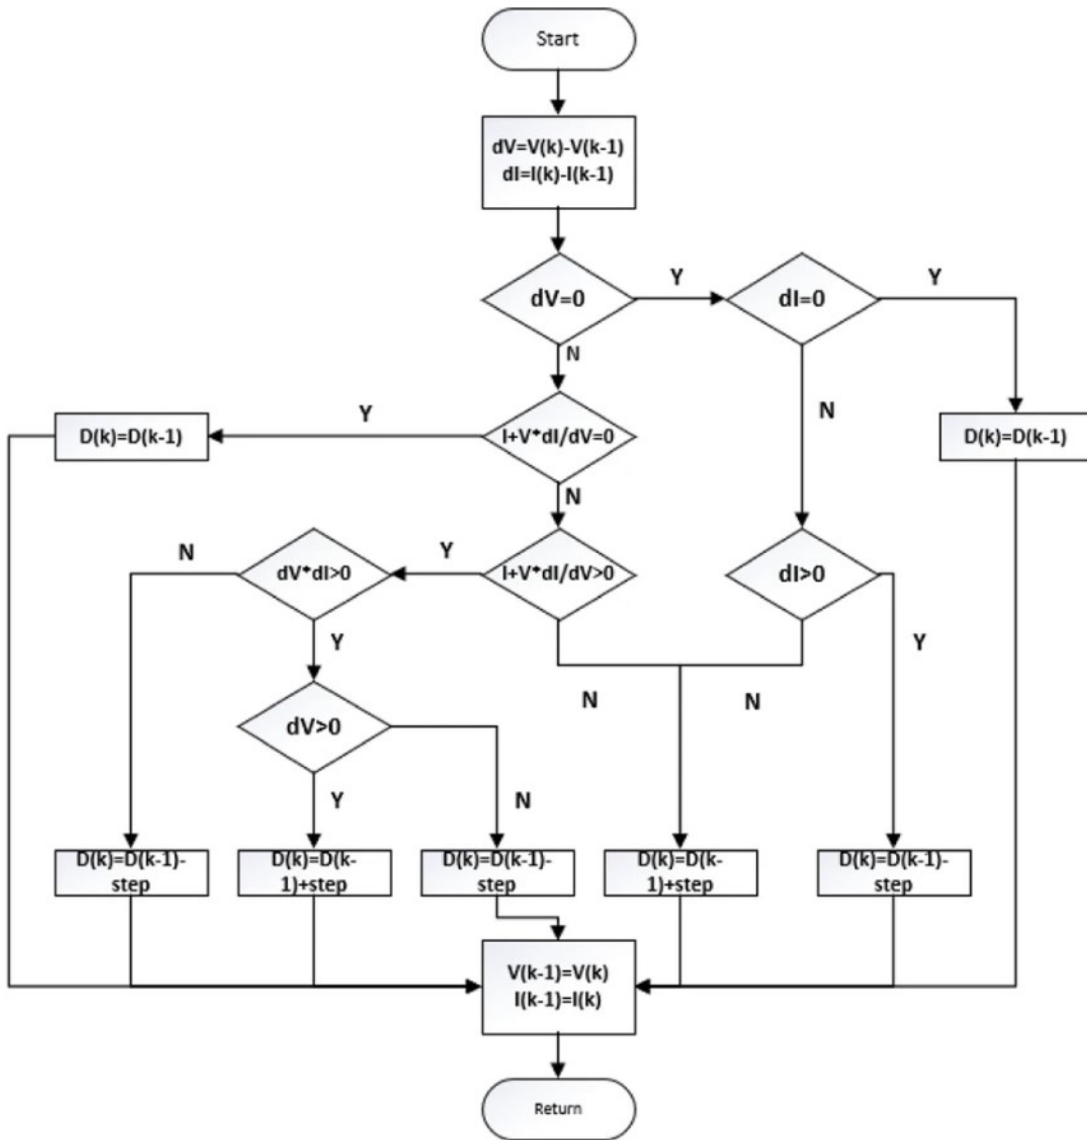 Start
dV=V(k)-V(k-1)
dI=I(k)-I(k-1)
dV=0
Y
dI=0
Y
N
N
D(k)=D(k-1)
Y
I+V*dI/dV=0
D(k)=D(k-1)
N
N
dV*dI>0
Y
I+V*dI/dV>0
dI>0
Y
Y
N
N
dV>0
N
Y
D(k)=D(k-1)-
step
D(k)=D(k-
1)+step
D(k)=D(k-1)-
step
D(k)=D(k-
1)+step
D(k)=D(k-1)-
step
V(k-1)=V(k)
I(k-1)=I(k)
Return